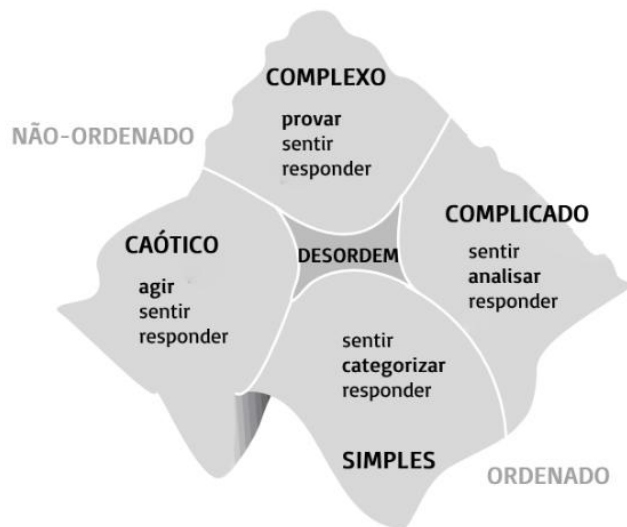 COMPLEXO
provar
sentir
responder
NÃO-ORDENADO
CAÓTICO
agir
sentir
responder
DESORDEM
COMPLICADO
sentir
analisar
responder
sentir
categorizar
responder
SIMPLES
ORDENADO